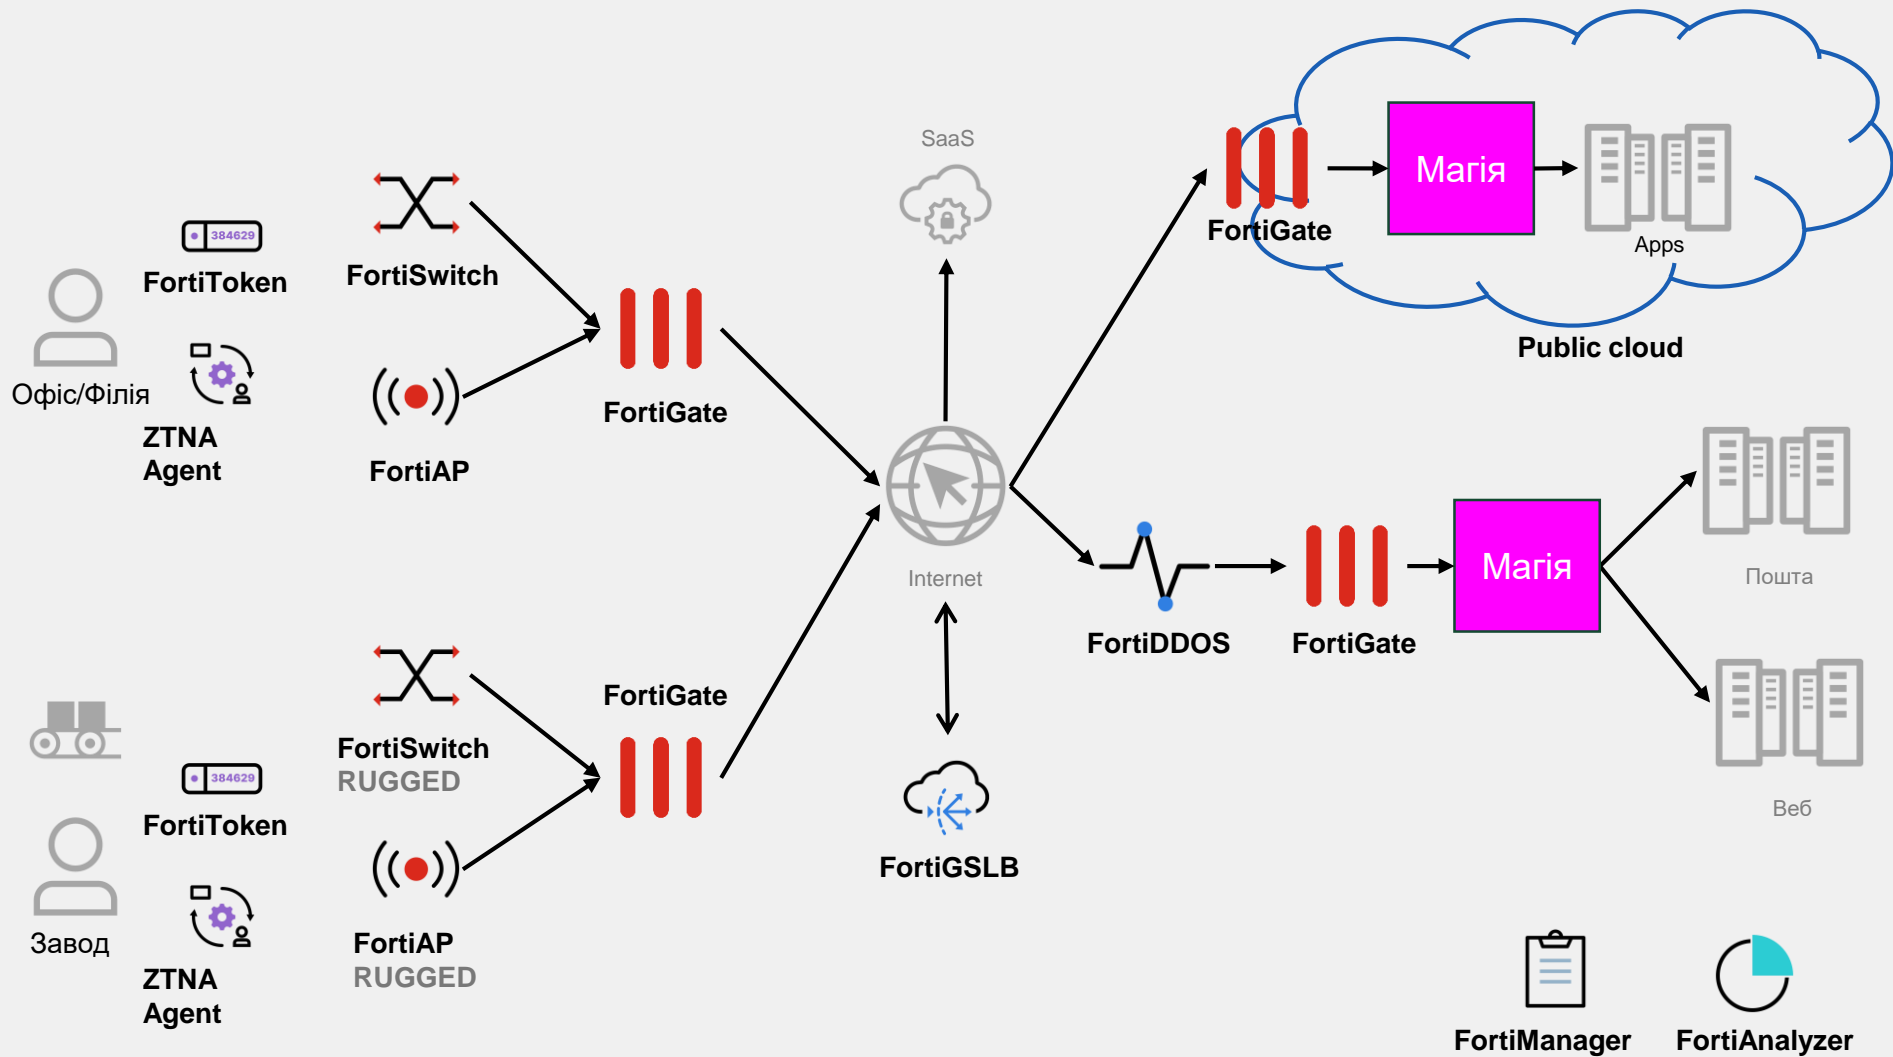 SaaS
Магія
FortiGate
Apps
Public cloud
384629
FortiToken
FortiSwitch
Офіс/Філія
ZTNA
Agent
FortiAP
FortiGate
Internet
FortiDDOS
FortiGate
Магія
Пошта
Веб
384629
FortiToken
FortiSwitch
RUGGED
FortiGate
Завод
ZTNA
Agent
FortiAP
RUGGED
FortiGSLB
FortiManager
FortiAnalyzer